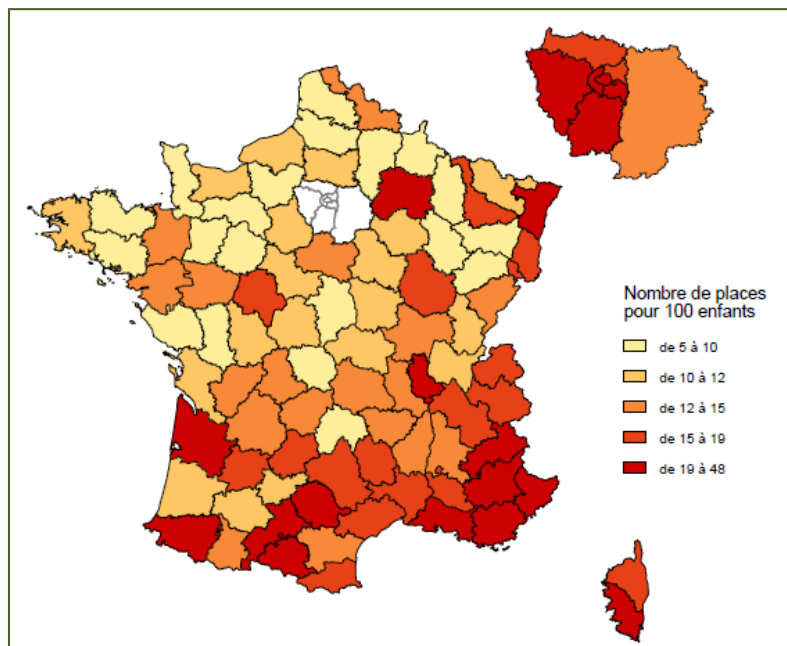 Nombre de places
pour 100 enfants
de 5 à 10
de 10 à 12
de 12 à 15
de 15 à 19
de 19 à 48